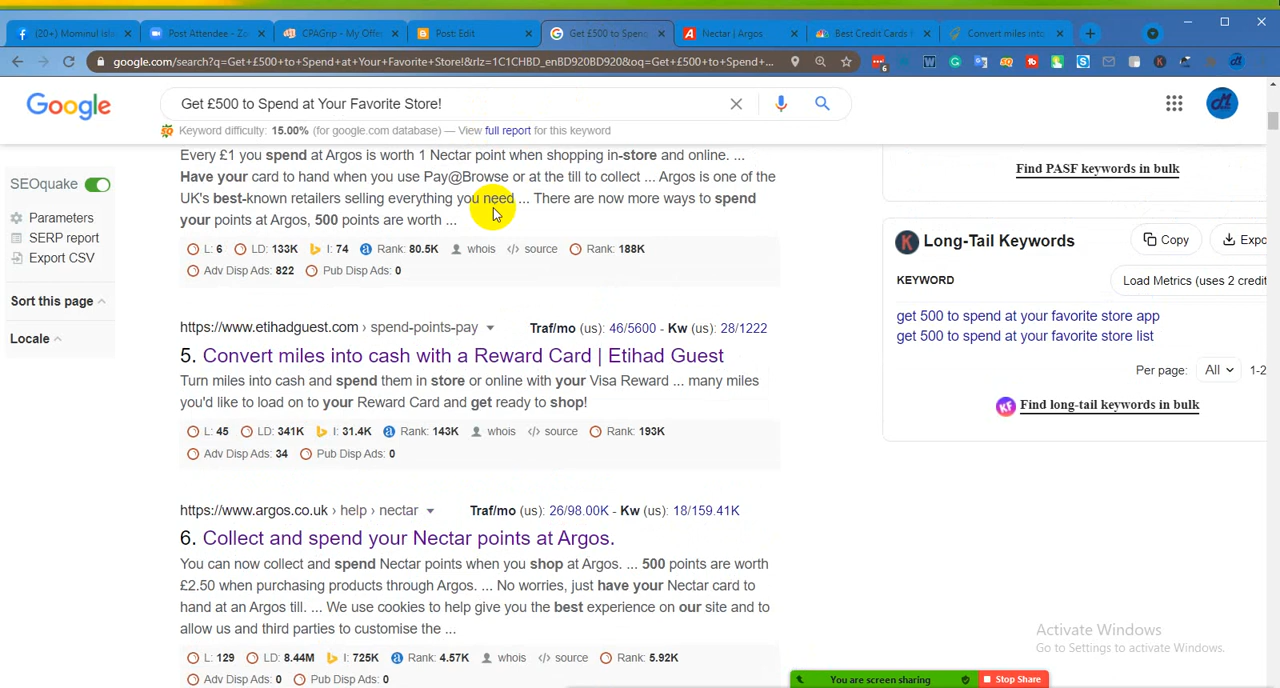 (20+) Mominul Isla
Post Attendee - Zo
CPAGrip - My Offe
Post: Edit
Get £500 to Spend
Nectar | Argos
Best Credit Cards
Convert miles into
google.com/search?q=Get+£500+to+Spend+at+Your+Favorite+Store!&rlz=1C1CHBD_enBD920BD920&oq=Get+£500+to+Spend+...
Google
Get £500 to Spend at Your Favorite Store!
Keyword difficulty: 15.00% (for google.com database) — View full report for this keyword
SEOquake
Parameters
SERP report
Export CSV
Sort this page
Locale
Every £1 you spend at Argos is worth 1 Nectar point when shopping in-store and online. ...
Have your card to hand when you use Pay@Browse or at the till to collect ... Argos is one of the
UK's best-known retailers selling everything you need ... There are now more ways to spend
your points at Argos, 500 points are worth ...
L: 6 LD: 133K I: 74 Rank: 80.5K whois </> source Rank: 188K
Adv Disp Ads: 822 Pub Disp Ads: 0
https://www.etihadguest.com › spend-points-pay Traf/mo (us): 46/5600 - Kw (us): 28/1222
5. Convert miles into cash with a Reward Card | Etihad Guest
Turn miles into cash and spend them in store or online with your Visa Reward ... many miles
you'd like to load on to your Reward Card and get ready to shop!
L: 45 LD: 341K I: 31.4K Rank: 143K whois </> source Rank: 193K
Adv Disp Ads: 34 Pub Disp Ads: 0
https://www.argos.co.uk › help › nectar Traf/mo (us): 26/98.00K - Kw (us): 18/159.41K
6. Collect and spend your Nectar points at Argos.
You can now collect and spend Nectar points when you shop at Argos. ... 500 points are worth
£2.50 when purchasing products through Argos. ... No worries, just have your Nectar card to
hand at an Argos till. ... We use cookies to help give you the best experience on our site and to
allow us and third parties to customise the ...
L: 129 LD: 8.44M I: 725K Rank: 4.57K whois </> source Rank: 5.92K
Adv Disp Ads: 0 Pub Disp Ads: 0
Find PASF keywords in bulk
Long-Tail Keywords
Copy
Expo
KEYWORD
Load Metrics (uses 2 credit
get 500 to spend at your favorite store app
get 500 to spend at your favorite store list
Per page: All 1-2
Find long-tail keywords in bulk
Activate Windows
Go to Settings to activate Windows.
You are screen sharing
Stop Share